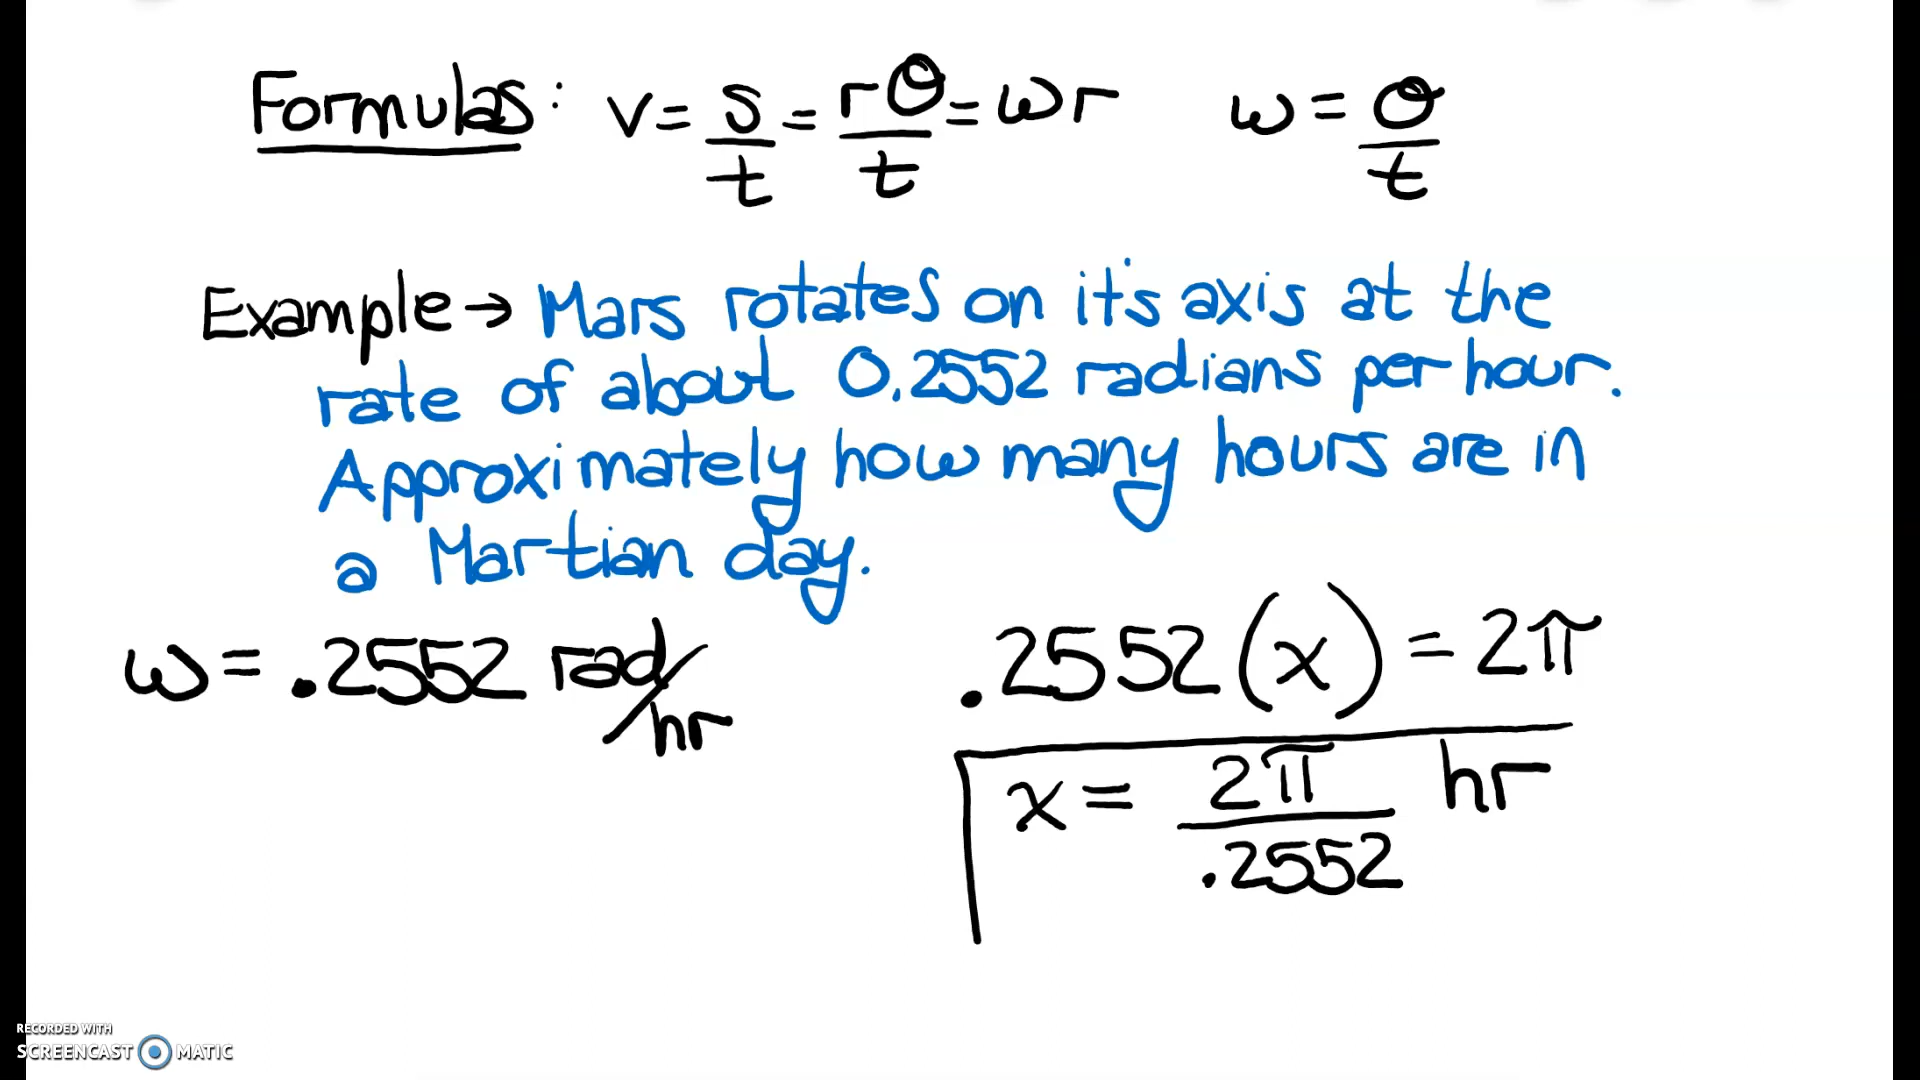 Formulas: v = s/t = rθ/t = ωr ω = θ/t
Example → Mars rotates on it's axis at the
rate of about 0.2552 radians per hour.
Approximately how many hours are in
a Martian day.
ω = .2552 rad/hr
.2552(x) = 2π
x = 2π/.2552 hr
RECORDED WITH
SCREENCAST MATIC